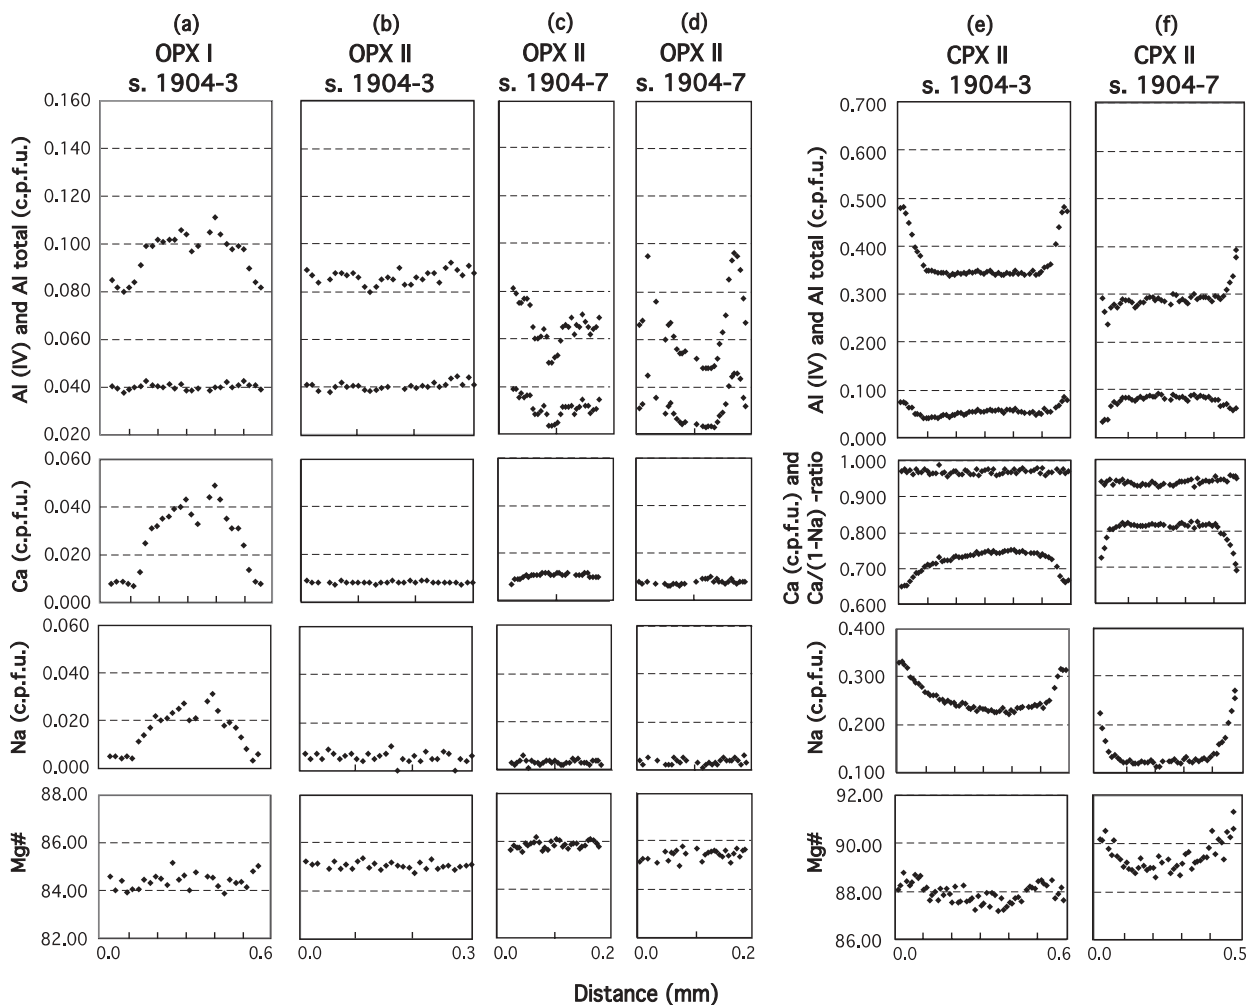 (a) (b) (c) (d) (e) (f)
OPX I OPX II OPX II OPX II CPX II CPX II
s. 1904-3 s. 1904-3 s. 1904-7 s. 1904-7 s. 1904-3 s. 1904-7
Al (IV) and Al total (c.p.f.u.)
0.160
0.140
0.120
0.100
0.080
0.060
0.040
0.020
Al (IV) and Al total (c.p.f.u.)
0.700
0.600
0.500
0.400
0.300
0.200
0.100
0.000
Ca (c.p.f.u.)
0.060
0.040
0.020
0.000
Ca (c.p.f.u.) and
Ca/(1-Na) -ratio
1.000
0.900
0.800
0.700
0.600
Na (c.p.f.u.)
0.060
0.040
0.020
0.000
Na (c.p.f.u.)
0.400
0.300
0.200
0.100
Mg#
88.00
86.00
84.00
82.00
Mg#
92.00
90.00
88.00
86.00
0.0 0.6 0.0 0.3 0.0 0.2 0.0 0.2 0.0 0.6 0.0 0.5
Distance (mm)